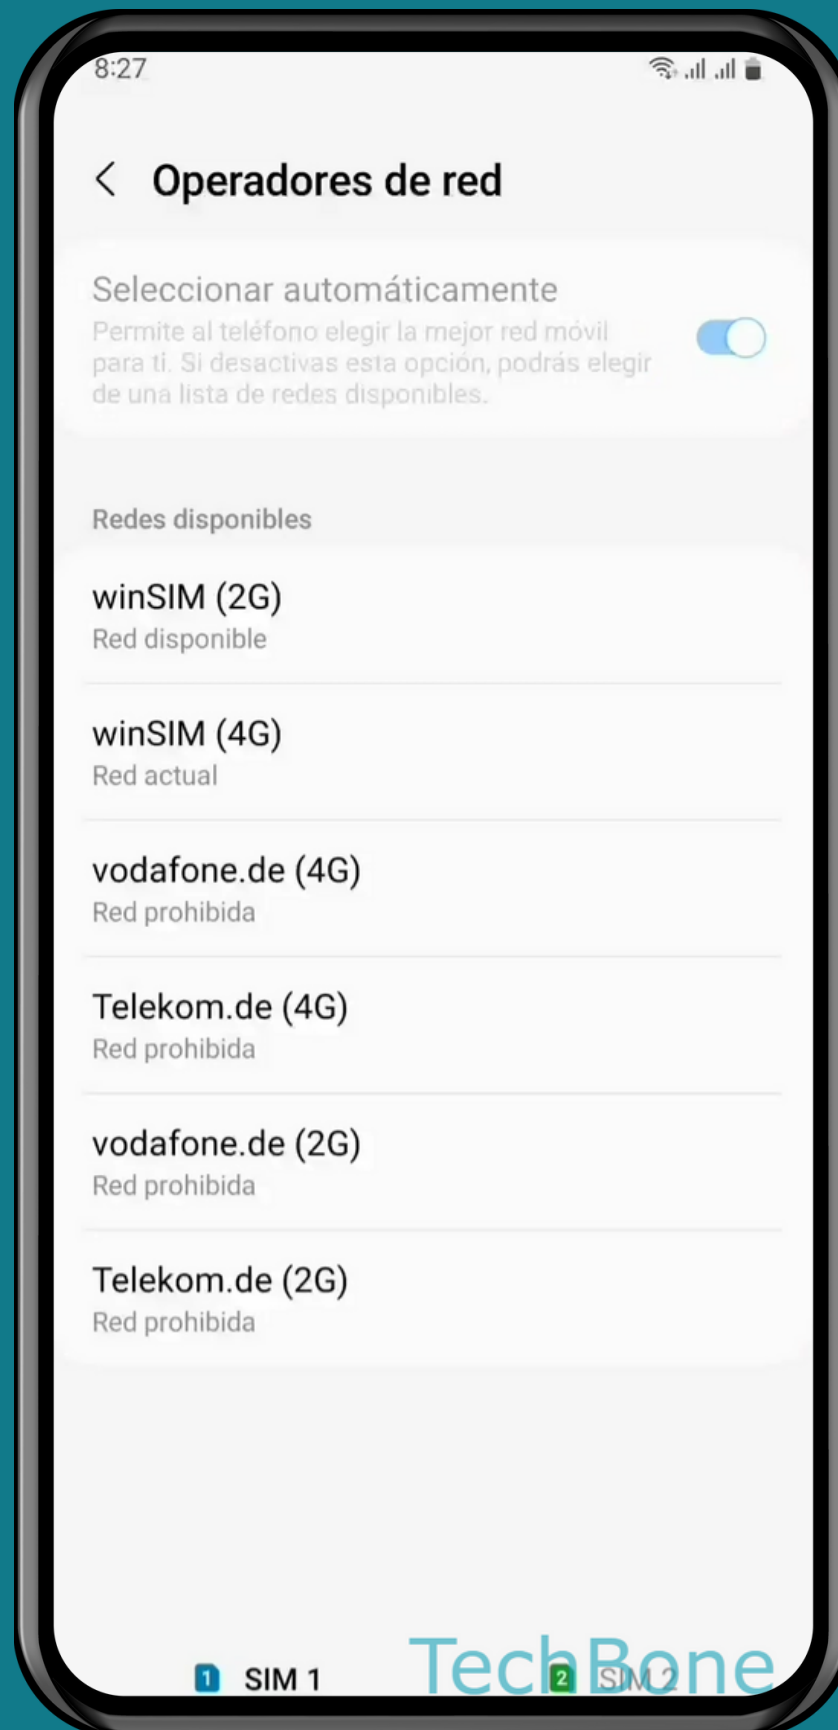 8:27
Operadores de red
Seleccionar automáticamente
Permite al teléfono elegir la mejor red móvil
para ti. Si desactivas esta opción, podrás elegir
de una lista de redes disponibles.
Redes disponibles
winSIM (2G)
Red disponible
winSIM (4G)
Red actual
vodafone.de (4G)
Red prohibida
Telekom.de (4G)
Red prohibida
vodafone.de (2G)
Red prohibida
Telekom.de (2G)
Red prohibida
1 SIM 1
2 SIM 2
TechBone